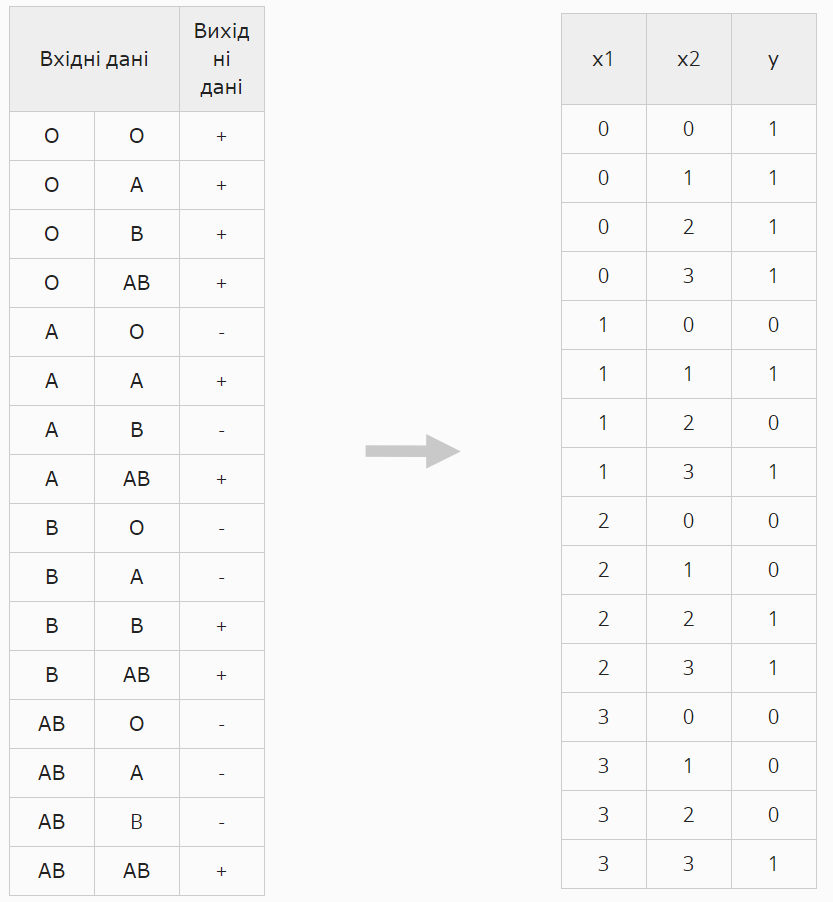 Вхідні дані Вихід
ні
дані
O O +
O A +
O B +
O AB +
A O -
A A +
A B -
A AB +
B O -
B A -
B B +
B AB +
AB O -
AB A -
AB B -
AB AB +
x1 x2 y
0 0 1
0 1 1
0 2 1
0 3 1
1 0 0
1 1 1
1 2 0
1 3 1
2 0 0
2 1 0
2 2 1
2 3 1
3 0 0
3 1 0
3 2 0
3 3 1